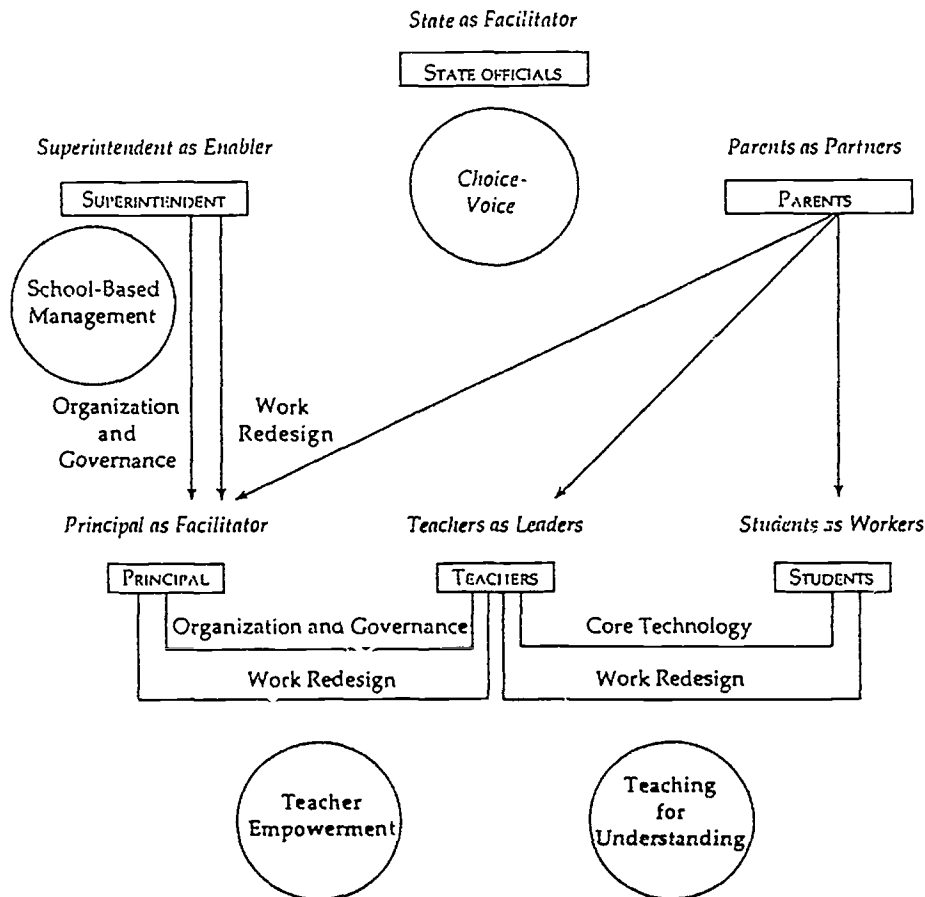 State as Facilitator
STATE OFFICIALS
Superintendent as Enabler
Parents as Partners
SUPERINTENDENT
Choice-
Voice
PARENTS
School-Based
Management
Organization
and
Governance
Work
Redesign
Principal as Facilitator
Teachers as Leaders
Students as Workers
PRINCIPAL
TEACHERS
STUDENTS
Organization and Governance
Core Technology
Work Redesign
Work Redesign
Teacher
Empowerment
Teaching
for
Understanding